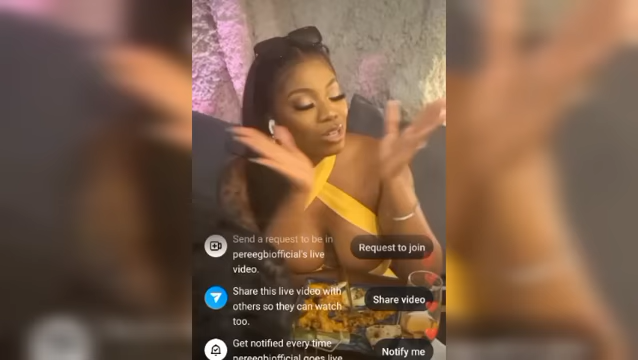 Send a request to be in
pereegbiofficial's live
video.
Request to join
Share this live video with
others so they can watch
too.
Share video
Get notified every time
pereegbiofficial goes live
Notify me